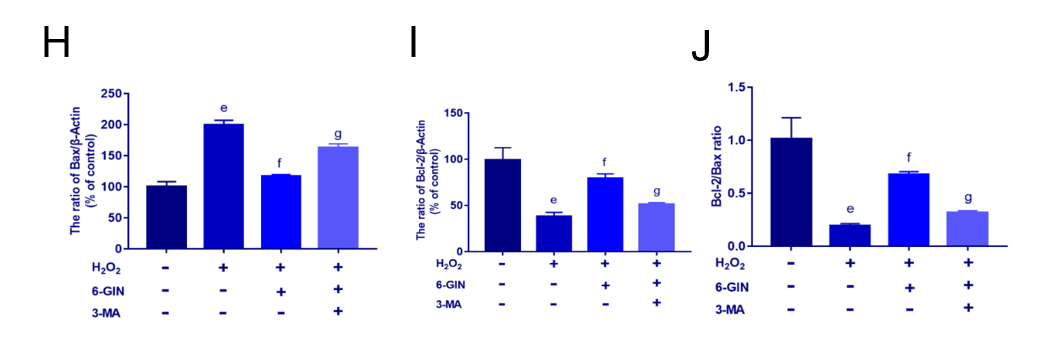 H
The ratio of Bax/β-Actin
(% of control)
250
200
150
100
50
0
e
f
g
H₂O₂ - + + +
6-GIN - - + +
3-MA - - - +
I
The ratio of Bcl-2/β-Actin
(% of control)
150
100
50
0
e
f
g
H₂O₂ - + + +
6-GIN - - + +
3-MA - - - +
J
Bcl-2/Bax ratio
1.5
1.0
0.5
0.0
e
f
g
H₂O₂ - + + +
6-GIN - - + +
3-MA - - - +